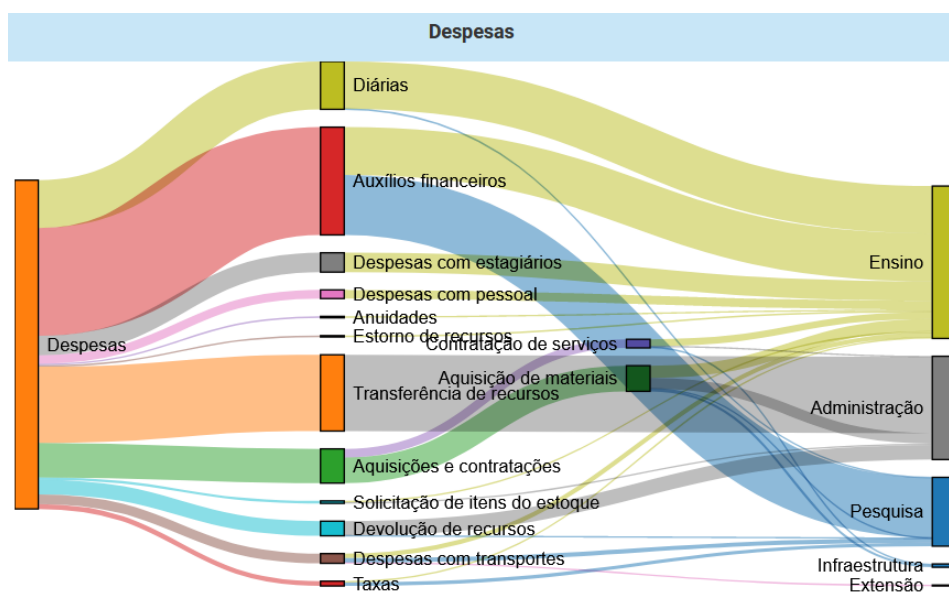 Despesas
Diárias
Auxílios financeiros
Despesas com estagiários
Despesas com pessoal
Anuidades
Estorno de recursos
Despesas
Contratação de serviços
Aquisição de materiais
Transferência de recursos
Aquisições e contratações
Solicitação de itens do estoque
Devolução de recursos
Despesas com transportes
Taxas
Ensino
Administração
Pesquisa
Infraestrutura
Extensão